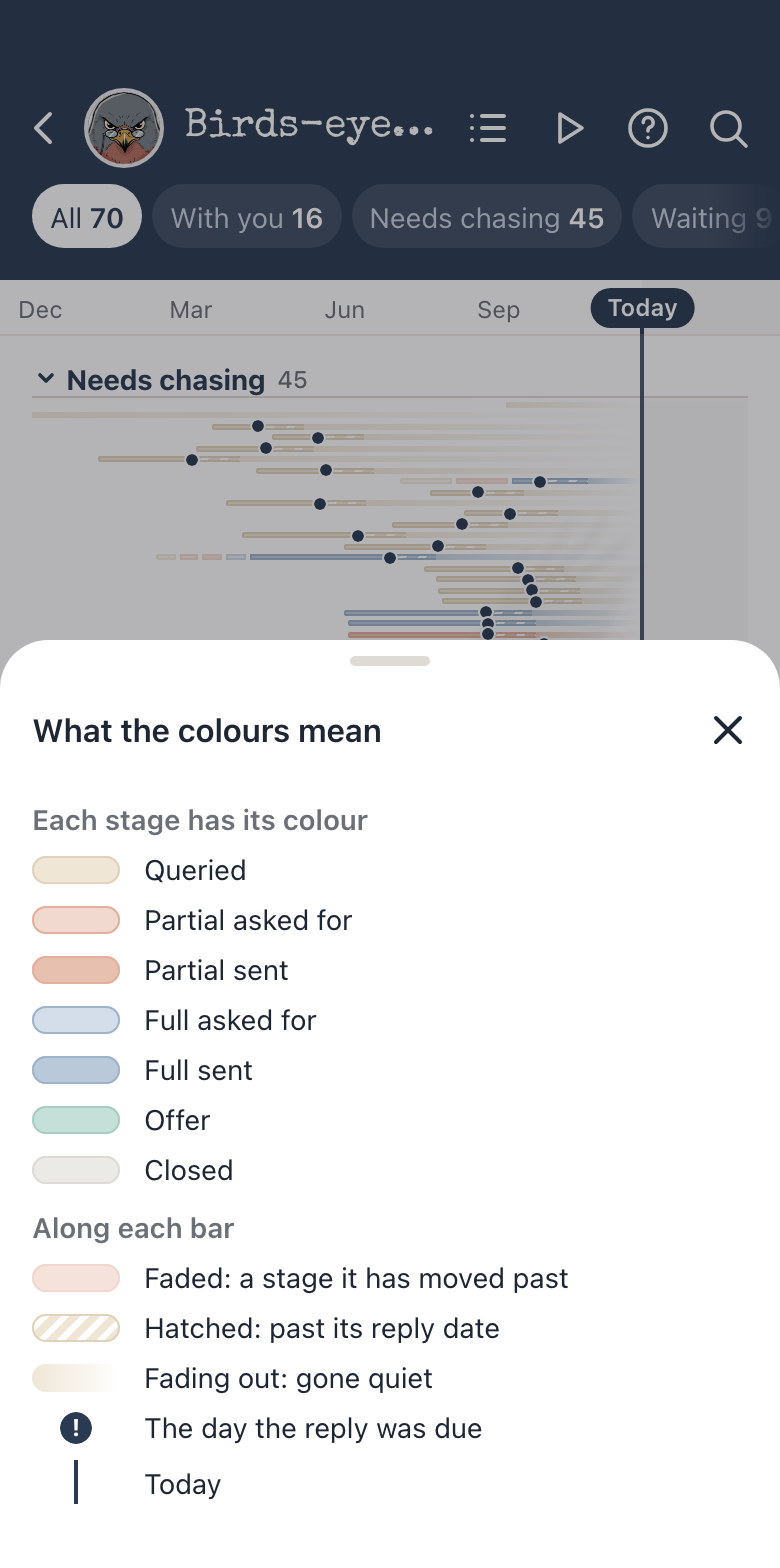 Birds-eye...
All 70
With you 16
Needs chasing 45
Waiting 9
Dec
Mar
Jun
Sep
Today
Needs chasing 45
What the colours mean
Each stage has its colour
Queried
Partial asked for
Partial sent
Full asked for
Full sent
Offer
Closed
Along each bar
Faded: a stage it has moved past
Hatched: past its reply date
Fading out: gone quiet
! The day the reply was due
Today